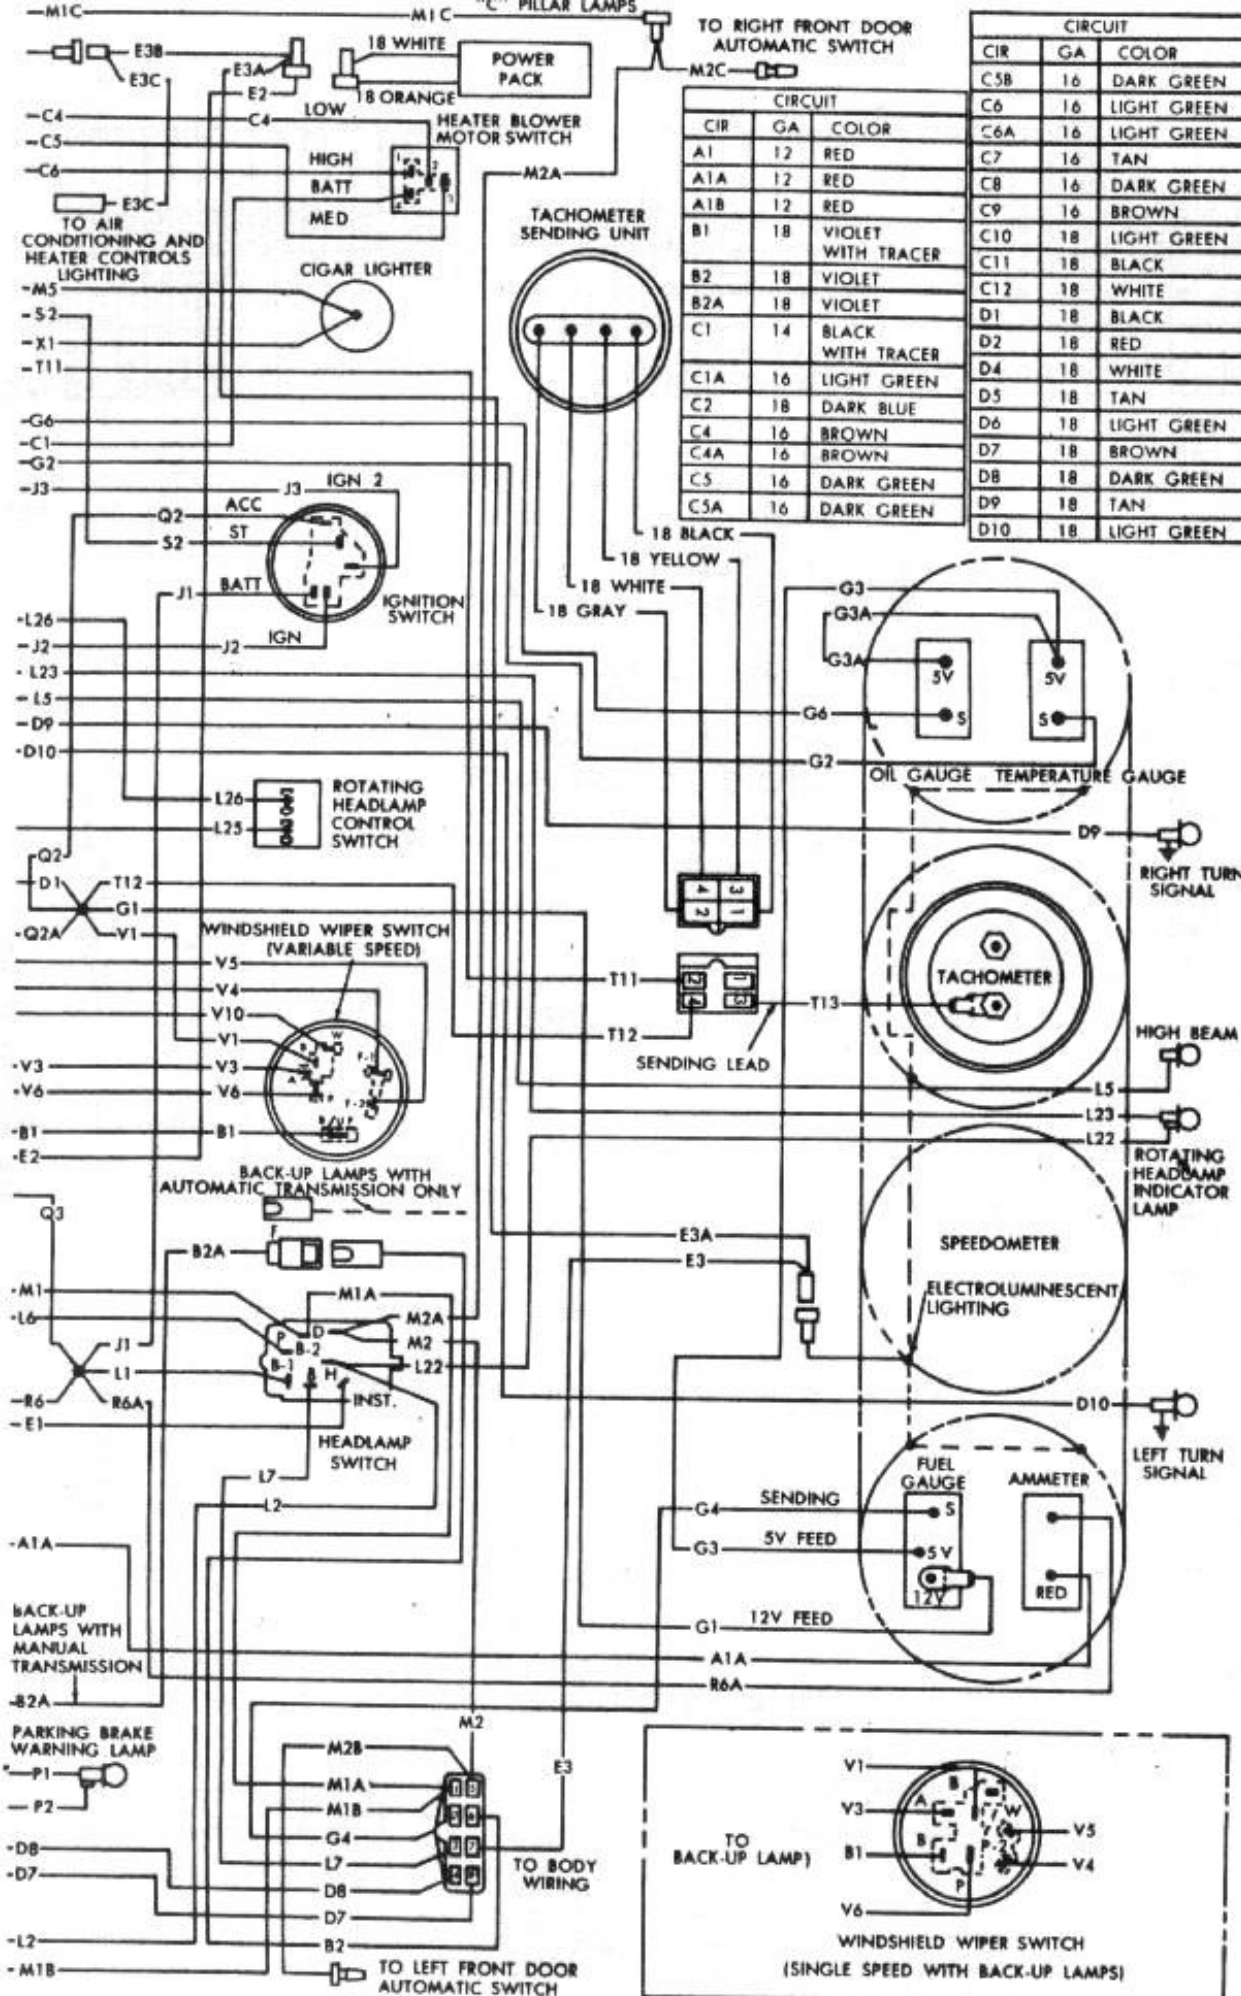 M1C
M1C
"C" PILLAR LAMPS
TO RIGHT FRONT DOOR
AUTOMATIC SWITCH
M2C
E3B
E3C
E3A
E2
18 WHITE
18 ORANGE
POWER
PACK
C4
C4
LOW
HEATER BLOWER
MOTOR SWITCH
C5
C6
HIGH
BATT
MED
E3C
TO AIR
CONDITIONING AND
HEATER CONTROLS
LIGHTING
M2A
CIRCUIT
CIR GA COLOR
A1 12 RED
A1A 12 RED
A1B 12 RED
B1 18 VIOLET
WITH TRACER
B2 18 VIOLET
B2A 18 VIOLET
C1 14 BLACK
WITH TRACER
C1A 16 LIGHT GREEN
C2 18 DARK BLUE
C4 16 BROWN
C4A 16 BROWN
C5 16 DARK GREEN
C5A 16 DARK GREEN
CIRCUIT
CIR GA COLOR
C5B 16 DARK GREEN
C6 16 LIGHT GREEN
C6A 16 LIGHT GREEN
C7 16 TAN
C8 16 DARK GREEN
C9 16 BROWN
C10 18 LIGHT GREEN
C11 18 BLACK
C12 18 WHITE
D1 18 BLACK
D2 18 RED
D4 18 WHITE
D5 18 TAN
D6 18 LIGHT GREEN
D7 18 BROWN
D8 18 DARK GREEN
D9 18 TAN
D10 18 LIGHT GREEN
TACHOMETER
SENDING UNIT
M5
S2
X1
T11
CIGAR LIGHTER
G6
C1
G2
J3
J3
IGN 2
Q2
ACC
S2
ST
J1
BATT
IGNITION
SWITCH
L26
J2
J2
IGN
L23
L5
D9
D10
18 BLACK
18 YELLOW
18 WHITE
18 GRAY
G3
G3A
G3A
5V
5V
G6
S
S
G2
OIL GAUGE
TEMPERATURE GAUGE
L26
L25
ROTATING
HEADLAMP
CONTROL
SWITCH
D9
RIGHT TURN
SIGNAL
Q2
D1
T12
G1
Q2A
V1
4 3
2 1
WINDSHIELD WIPER SWITCH
(VARIABLE SPEED)
V5
V4
V10
V1
V3
V3
V6
V6
B1
B1
E2
W
A
F-1
F-2
T11
2 1
4 3
T13
T12
SENDING LEAD
TACHOMETER
HIGH BEAM
L5
L23
L22
ROTATING
HEADLAMP
INDICATOR
LAMP
BACK-UP LAMPS WITH
AUTOMATIC TRANSMISSION ONLY
Q3
F
B2A
E3A
E3
SPEEDOMETER
ELECTROLUMINESCENT
LIGHTING
M1
L6
M1A
M2A
M2
P
D
B-2
B-1
B
H
L22
INST.
J1
L1
R6
R6A
E1
HEADLAMP
SWITCH
L7
L2
D10
LEFT TURN
SIGNAL
FUEL
GAUGE
AMMETER
G4
SENDING
S
G3
5V FEED
5V
12V
RED
G1
12V FEED
A1A
A1A
R6A
BACK-UP
LAMPS WITH
MANUAL
TRANSMISSION
B2A
PARKING BRAKE
WARNING LAMP
P1
P2
M2
M2B
M1A
M1B
G4
L7
D8
D8
D7
D7
B2
E3
TO BODY
WIRING
L2
M1B
TO LEFT FRONT DOOR
AUTOMATIC SWITCH
V1
B
V3
A
W
V5
TO
BACK-UP LAMP)
B
B1
P-2
V4
P
V6
WINDSHIELD WIPER SWITCH
(SINGLE SPEED WITH BACK-UP LAMPS)